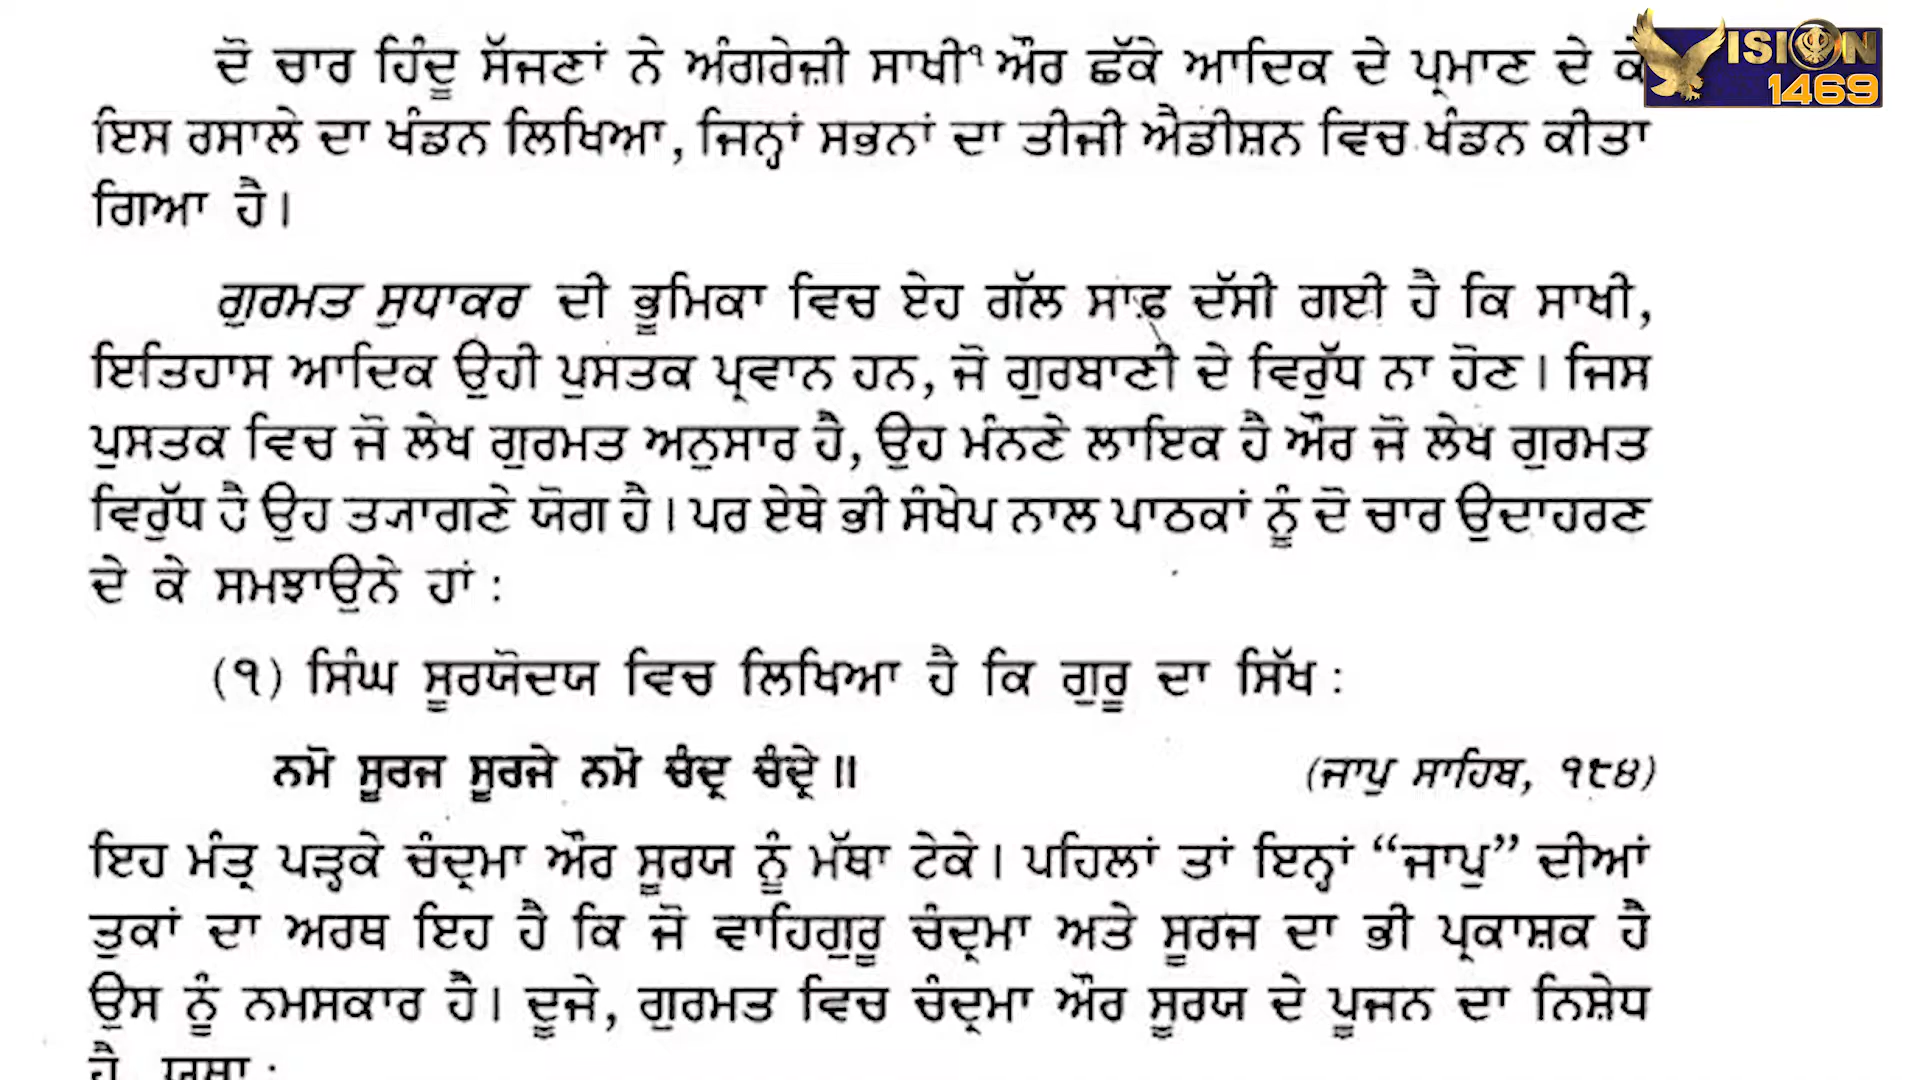 ਦੋ ਚਾਰ ਹਿੰਦੂ ਸੱਜਣਾਂ ਨੇ ਅੰਗਰੇਜ਼ੀ ਸਾਖੀ੧ ਔਰ ਛੱਕੇ ਆਦਿਕ ਦੇ ਪ੍ਰਮਾਣ ਦੇ ਕੇ
ਇਸ ਰਸਾਲੇ ਦਾ ਖੰਡਨ ਲਿਖਿਆ, ਜਿਨ੍ਹਾਂ ਸਭਨਾਂ ਦਾ ਤੀਜੀ ਐਡੀਸ਼ਨ ਵਿਚ ਖੰਡਨ ਕੀਤਾ
ਗਿਆ ਹੈ।
ਗੁਰਮਤ ਸੁਧਾਕਰ ਦੀ ਭੂਮਿਕਾ ਵਿਚ ਏਹ ਗੱਲ ਸਾਫ਼ ਦੱਸੀ ਗਈ ਹੈ ਕਿ ਸਾਖੀ,
ਇਤਿਹਾਸ ਆਦਿਕ ਉਹੀ ਪੁਸਤਕ ਪ੍ਰਵਾਨ ਹਨ, ਜੋ ਗੁਰਬਾਣੀ ਦੇ ਵਿਰੁੱਧ ਨਾ ਹੋਣ। ਜਿਸ
ਪੁਸਤਕ ਵਿਚ ਜੋ ਲੇਖ ਗੁਰਮਤ ਅਨੁਸਾਰ ਹੈ, ਉਹ ਮੰਨਣੇ ਲਾਇਕ ਹੈ ਔਰ ਜੋ ਲੇਖ ਗੁਰਮਤ
ਵਿਰੁੱਧ ਹੈ ਉਹ ਤ੍ਯਾਗਣੇ ਯੋਗ ਹੈ। ਪਰ ਏਥੇ ਭੀ ਸੰਖੇਪ ਨਾਲ ਪਾਠਕਾਂ ਨੂੰ ਦੋ ਚਾਰ ਉਦਾਹਰਣ
ਦੇ ਕੇ ਸਮਝਾਉਨੇ ਹਾਂ :
(੧) ਸਿੰਘ ਸੂਰਯੋਦਯ ਵਿਚ ਲਿਖਿਆ ਹੈ ਕਿ ਗੁਰੂ ਦਾ ਸਿੱਖ :
ਨਮੋ ਸੂਰਜ ਸੂਰਜੇ ਨਮੋ ਚੰਦ੍ਰ ਚੰਦ੍ਰੇ॥ (ਜਾਪੁ ਸਾਹਿਬ, ੧੮੪)
ਇਹ ਮੰਤ੍ਰ ਪੜ੍ਹਕੇ ਚੰਦ੍ਰਮਾ ਔਰ ਸੂਰਯ ਨੂੰ ਮੱਥਾ ਟੇਕੇ। ਪਹਿਲਾਂ ਤਾਂ ਇਨ੍ਹਾਂ “ਜਾਪੁ” ਦੀਆਂ
ਤੁਕਾਂ ਦਾ ਅਰਥ ਇਹ ਹੈ ਕਿ ਜੋ ਵਾਹਿਗੁਰੂ ਚੰਦ੍ਰਮਾ ਅਤੇ ਸੂਰਜ ਦਾ ਭੀ ਪ੍ਰਕਾਸ਼ਕ ਹੈ
ਉਸ ਨੂੰ ਨਮਸਕਾਰ ਹੈ। ਦੂਜੇ, ਗੁਰਮਤ ਵਿਚ ਚੰਦ੍ਰਮਾ ਔਰ ਸੂਰਯ ਦੇ ਪੂਜਨ ਦਾ ਨਿਸ਼ੇਧ
ਹੈ, ਯਥਾ :
VISION
1469